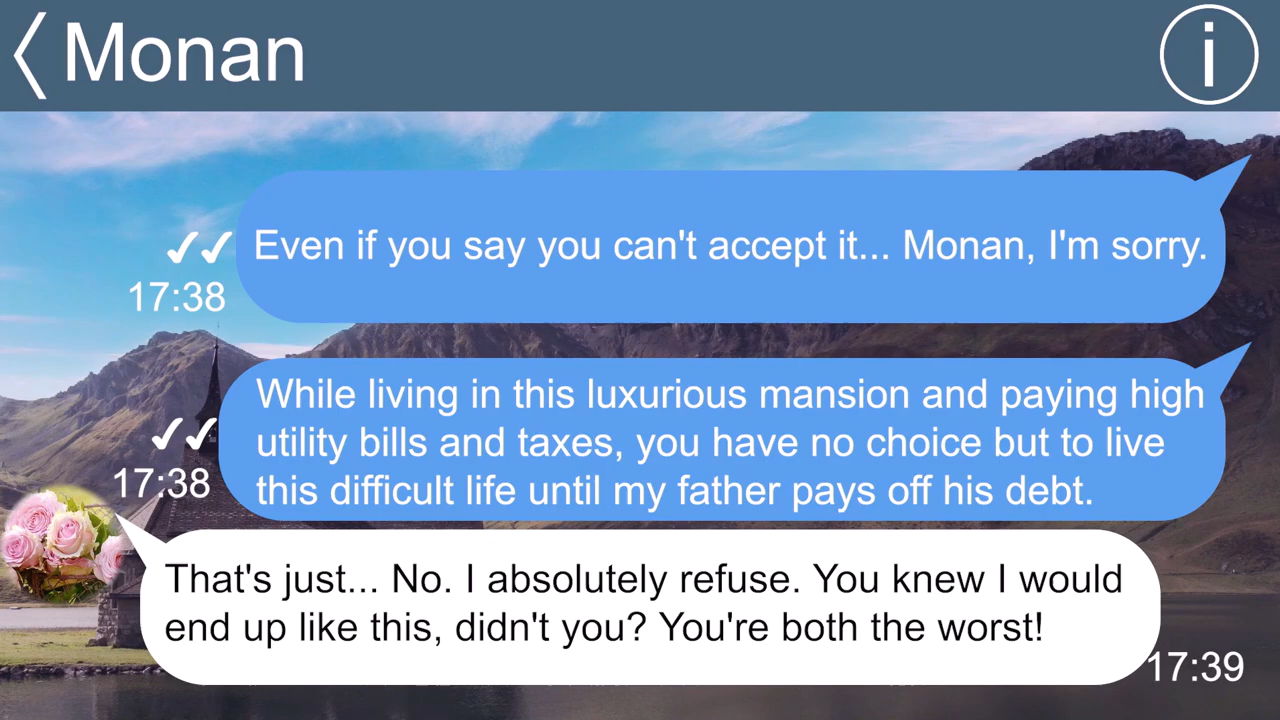 Monan
i
Even if you say you can't accept it... Monan, I'm sorry.
17:38
While living in this luxurious mansion and paying high
utility bills and taxes, you have no choice but to live
this difficult life until my father pays off his debt.
17:38
That's just... No. I absolutely refuse. You knew I would
end up like this, didn't you? You're both the worst!
17:39